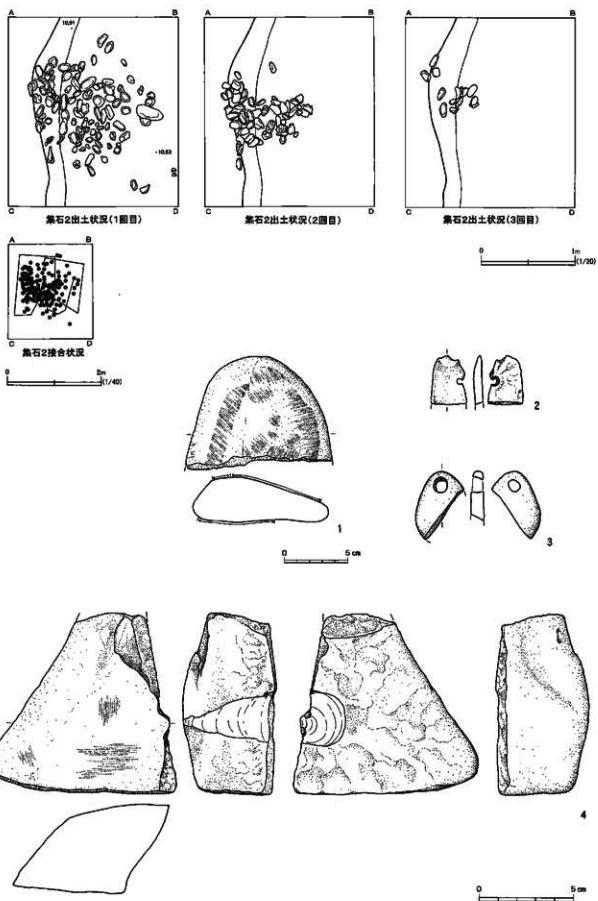 A B
10.91
10.83
C D
集石2出土状況(1回目)
A B
C D
集石2出土状況(2回目)
A B
C D
集石2出土状況(3回目)
0 1m
(1/20)
A B
C D
集石2接合状況
0 2m
(1/40)
1
2
3
0 5cm
4
0 5cm